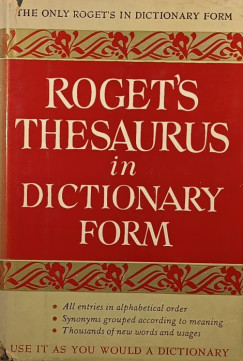 THE ONLY ROGET'S IN DICTIONARY FORM
ROGET'S
THESAURUS
in
DICTIONARY
FORM
• All entries in alphabetical order
• Synonyms grouped according to meaning
• Thousands of new words and usages
USE IT AS YOU WOULD A DICTIONARY